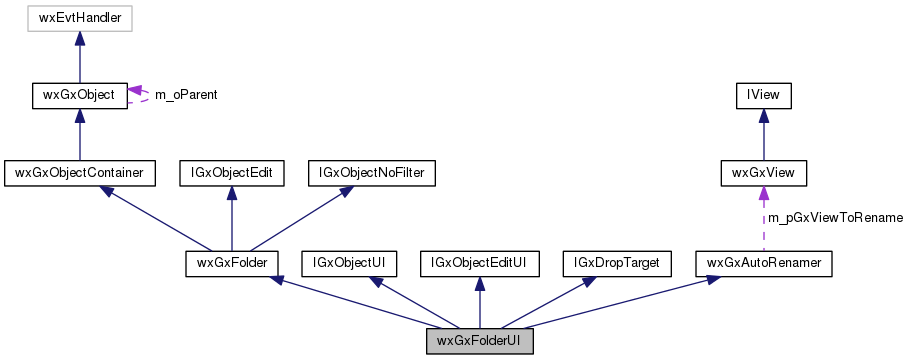 wxEvtHandler
wxGxObject
m_oParent
IView
wxGxObjectContainer
IGxObjectEdit
IGxObjectNoFilter
wxGxView
m_pGxViewToRename
wxGxFolder
IGxObjectUI
IGxObjectEditUI
IGxDropTarget
wxGxAutoRenamer
wxGxFolderUI